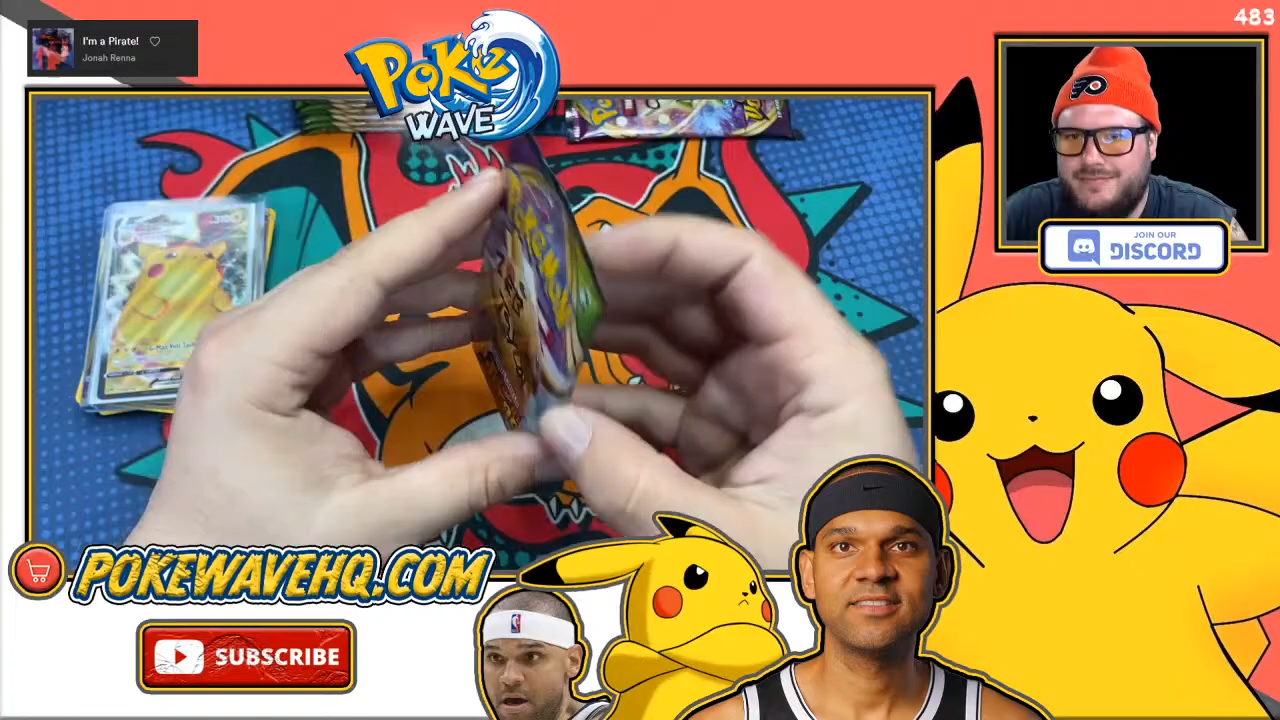 483
I'm a Pirate!
Jonah Renna
POKE
WAVE
JOIN OUR
DISCORD
POKEWAVEHQ.COM
SUBSCRIBE